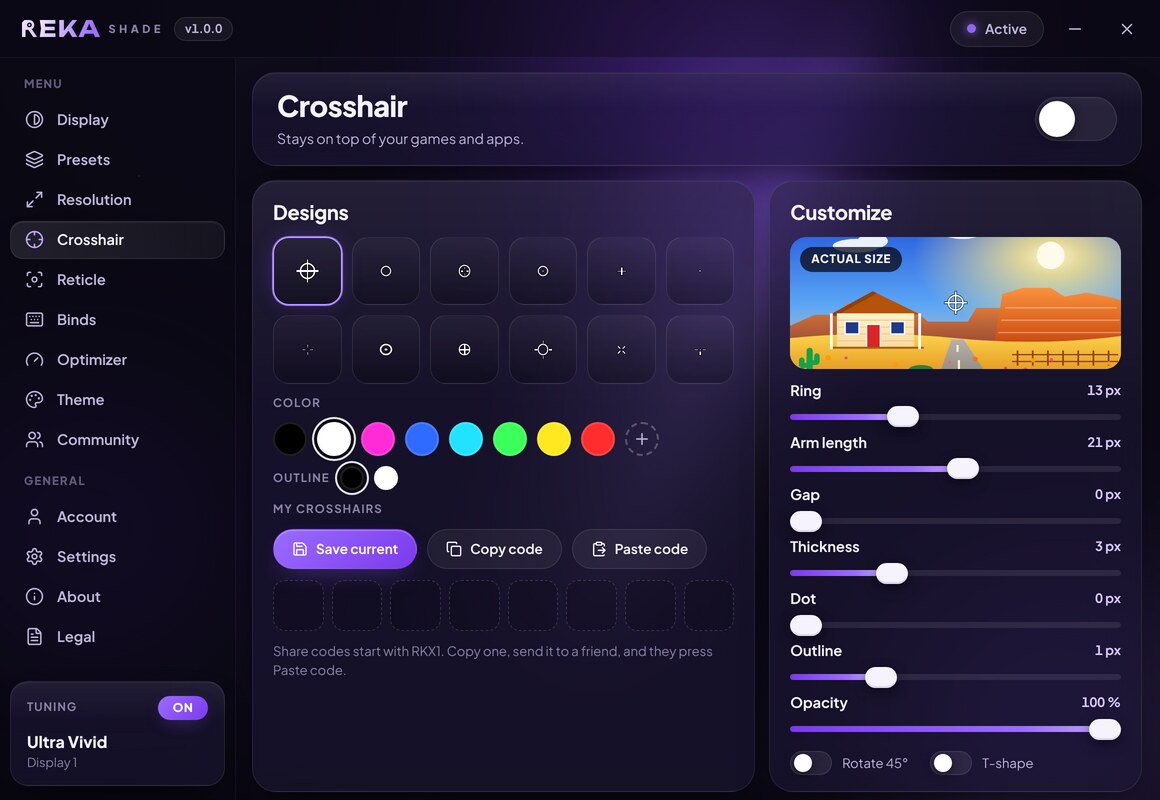 REKA SHADE v1.0.0
Active
MENU
Display
Presets
Resolution
Crosshair
Reticle
Binds
Optimizer
Theme
Community
GENERAL
Account
Settings
About
Legal
TUNING
ON
Ultra Vivid
Display 1
Crosshair
Stays on top of your games and apps.
Designs
COLOR
OUTLINE
MY CROSSHAIRS
Save current
Copy code
Paste code
Share codes start with RKX1. Copy one, send it to a friend, and they press
Paste code.
Customize
ACTUAL SIZE
Ring 13 px
Arm length 21 px
Gap 0 px
Thickness 3 px
Dot 0 px
Outline 1 px
Opacity 100 %
Rotate 45°
T-shape